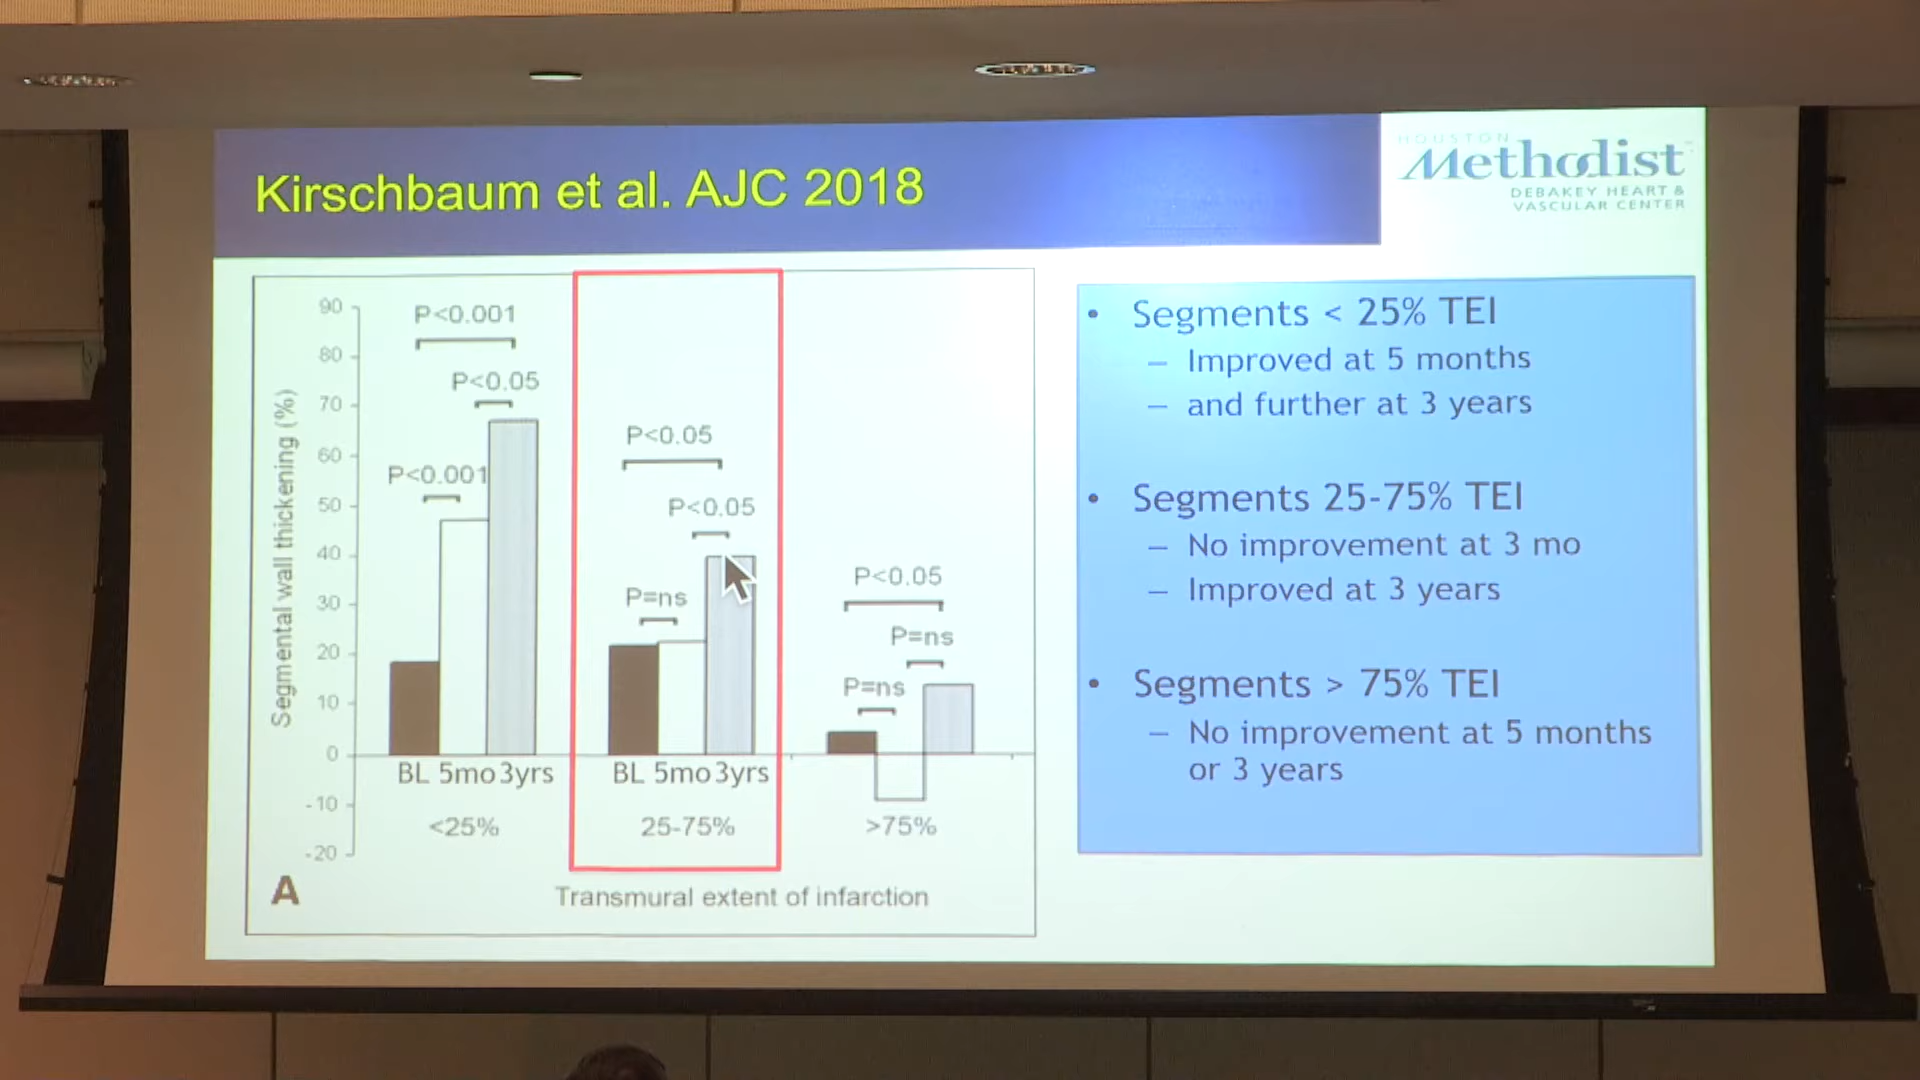 Kirschbaum et al. AJC 2018
HOUSTON
Methodist
DEBAKEY HEART &
VASCULAR CENTER
Segmental wall thickening (%)
90
80
70
60
50
40
30
20
10
0
-10
-20
P<0.001
P<0.05
P<0.001
P<0.05
P<0.05
P=ns
P<0.05
P=ns
P=ns
BL 5mo 3yrs
BL 5mo 3yrs
<25%
25-75%
>75%
A
Transmural extent of infarction
• Segments < 25% TEI
– Improved at 5 months
– and further at 3 years
• Segments 25-75% TEI
– No improvement at 3 mo
– Improved at 3 years
• Segments > 75% TEI
– No improvement at 5 months
or 3 years